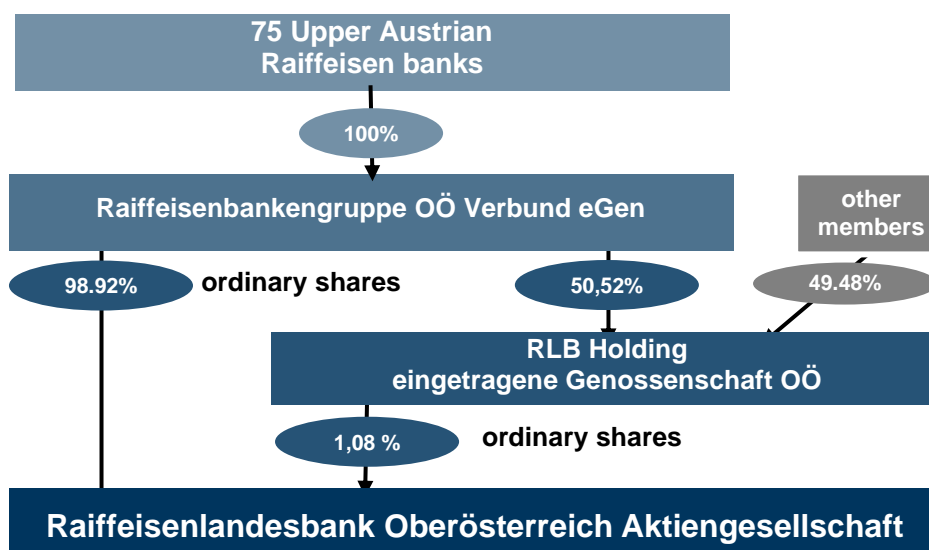 75 Upper Austrian
Raiffeisen banks
100%
Raiffeisenbankengruppe OÖ Verbund eGen
other
members
98.92%
ordinary shares
50,52%
49.48%
RLB Holding
eingetragene Genossenschaft OÖ
1,08 %
ordinary shares
Raiffeisenlandesbank Oberösterreich Aktiengesellschaft